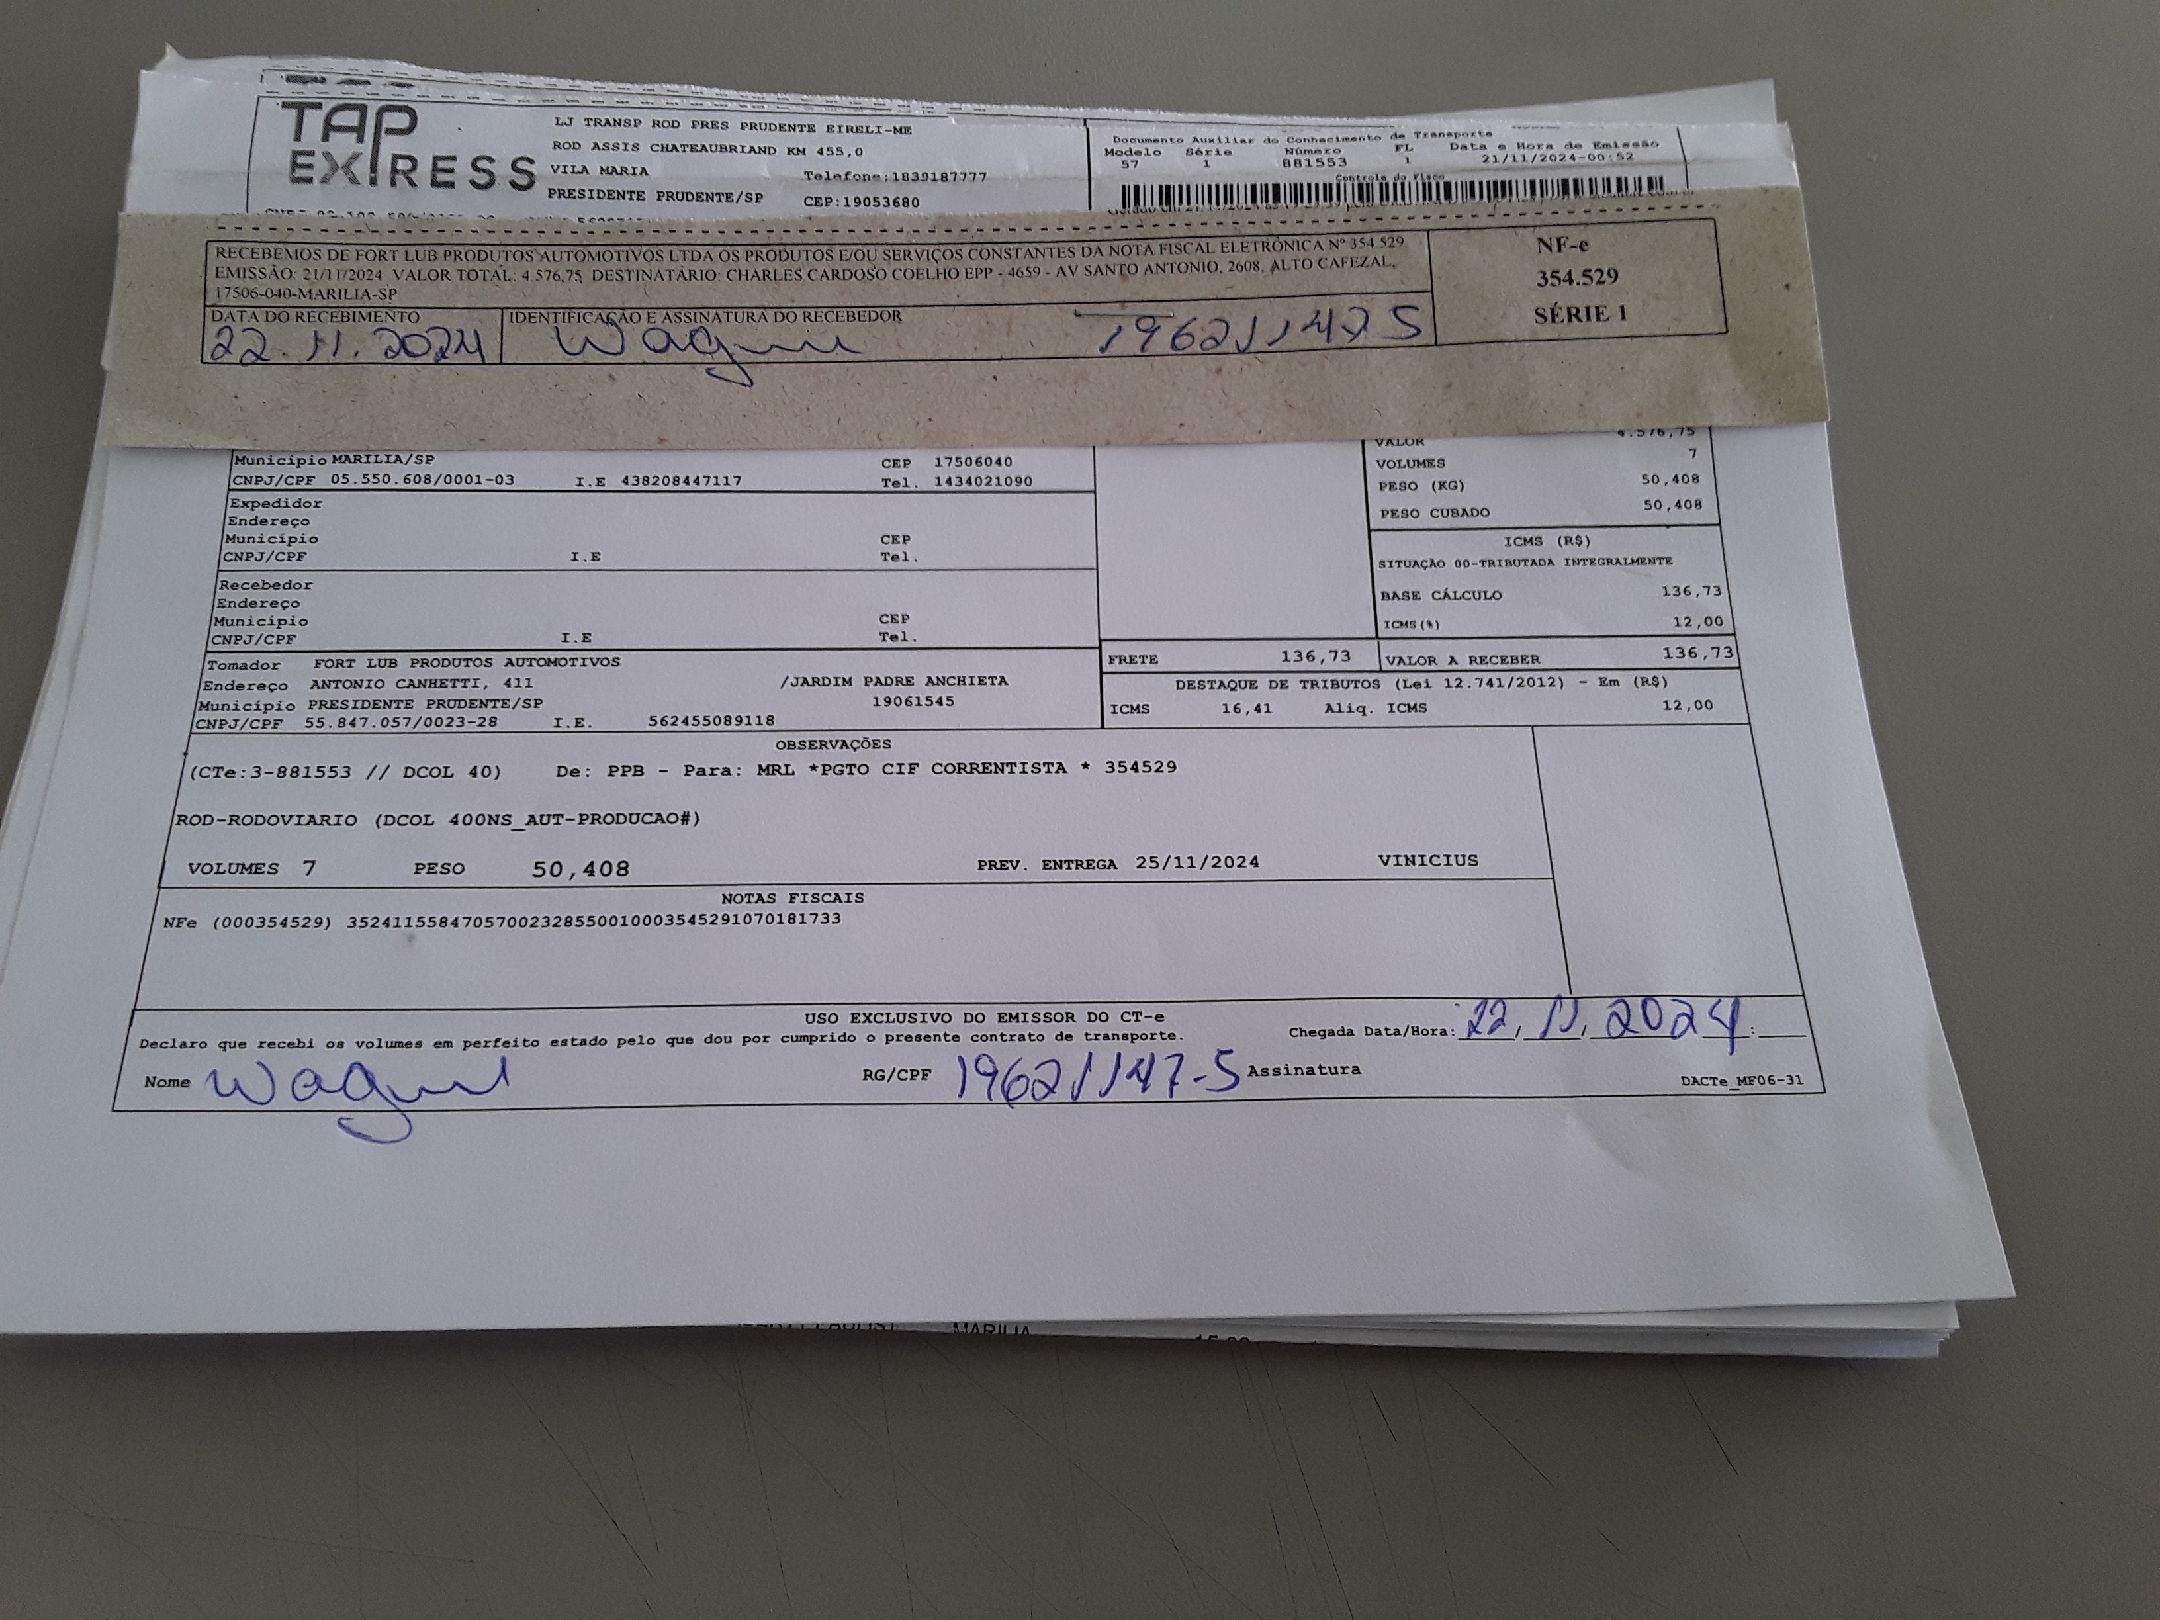 TAP
EXPRESS
LJ TRANSP ROD PRES PRUDENTE EIRELI-ME
ROD ASSIS CHATEAUBRIAND KM 455,0
VILA MARIA Telefone:1839187777
PRESIDENTE PRUDENTE/SP CEP:19053680
Documento Auxiliar do Conhecimento de Transporte
Modelo Série Número FL Data e Hora de Emissão
57 1 881553 1 21/11/2024-00:52
Controle do Fisco
RECEBEMOS DE FORT LUB PRODUTOS AUTOMOTIVOS LTDA OS PRODUTOS E/OU SERVIÇOS CONSTANTES DA NOTA FISCAL ELETRÔNICA Nº 354.529
EMISSÃO: 21/11/2024 VALOR TOTAL: 4.576,75 DESTINATÁRIO: CHARLES CARDOSO COELHO EPP - 4659 - AV SANTO ANTONIO, 2608, ALTO CAFEZAL,
17506-040-MARILIA-SP
NF-e
354.529
SÉRIE 1
DATA DO RECEBIMENTO IDENTIFICAÇÃO E ASSINATURA DO RECEBEDOR
22.11.2024 Wagner 196211475
Município MARILIA/SP CEP 17506040
CNPJ/CPF 05.550.608/0001-03 I.E 438208447117 Tel. 1434021090
Expedidor
Endereço
Município CEP
CNPJ/CPF I.E Tel.
Recebedor
Endereço
Município CEP
CNPJ/CPF I.E Tel.
VALOR 4.576,75
VOLUMES 7
PESO (KG) 50,408
PESO CUBADO 50,408
ICMS (R$)
SITUAÇÃO 00-TRIBUTADA INTEGRALMENTE
BASE CÁLCULO 136,73
ICMS(%) 12,00
Tomador FORT LUB PRODUTOS AUTOMOTIVOS
Endereço ANTONIO CANHETTI, 411 /JARDIM PADRE ANCHIETA
Município PRESIDENTE PRUDENTE/SP 19061545
CNPJ/CPF 55.847.057/0023-28 I.E. 562455089118
FRETE 136,73 VALOR A RECEBER 136,73
DESTAQUE DE TRIBUTOS (Lei 12.741/2012) - Em (R$)
ICMS 16,41 Aliq. ICMS 12,00
OBSERVAÇÕES
(CTe:3-881553 // DCOL 40) De: PPB - Para: MRL *PGTO CIF CORRENTISTA * 354529
ROD-RODOVIARIO (DCOL 400NS_AUT-PRODUCAO#)
VOLUMES 7 PESO 50,408 PREV. ENTREGA 25/11/2024 VINICIUS
NOTAS FISCAIS
NFe (000354529) 35241155847057002328550010003545291070181733
USO EXCLUSIVO DO EMISSOR DO CT-e
Declaro que recebi os volumes em perfeito estado pelo que dou por cumprido o presente contrato de transporte. Chegada Data/Hora: 22/11/2024 :
Nome Wagner RG/CPF 19621147-5 Assinatura
DACTe_MF06-31
MARILIA